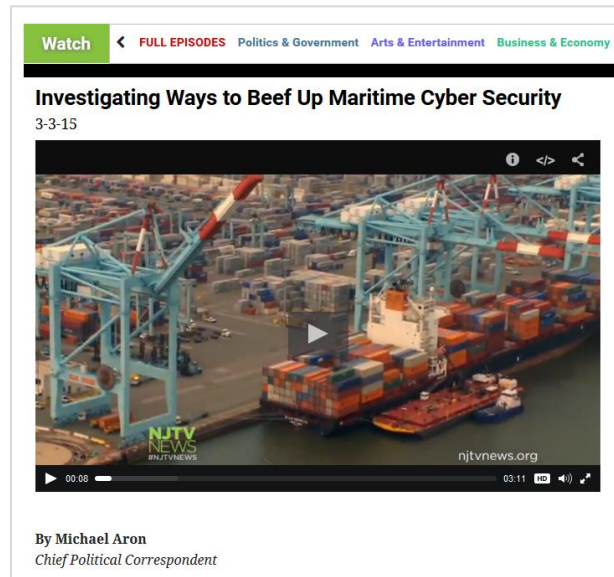 Watch FULL EPISODES Politics & Government Arts & Entertainment Business & Economy
Investigating Ways to Beef Up Maritime Cyber Security
3-3-15
</>
NJTV
NEWS
#NJTVNEWS
njtvnews.org
00:08 03:11 HD
By Michael Aron
Chief Political Correspondent